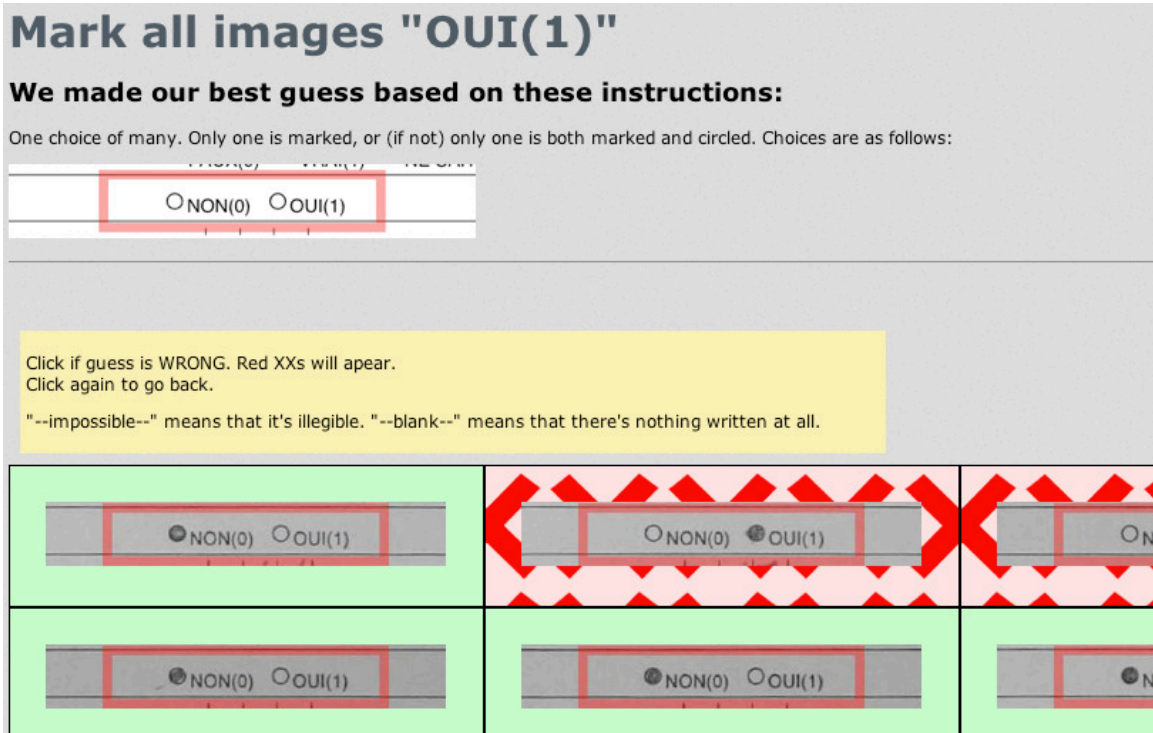 Mark all images "OUI(1)"
We made our best guess based on these instructions:
One choice of many. Only one is marked, or (if not) only one is both marked and circled. Choices are as follows:
NON(0) OUI(1)
Click if guess is WRONG. Red XXs will apear.
Click again to go back.
"--impossible--" means that it's illegible. "--blank--" means that there's nothing written at all.
NON(0) OUI(1)
NON(0) OUI(1)
NON(0) OUI(1)
NON(0) OUI(1)